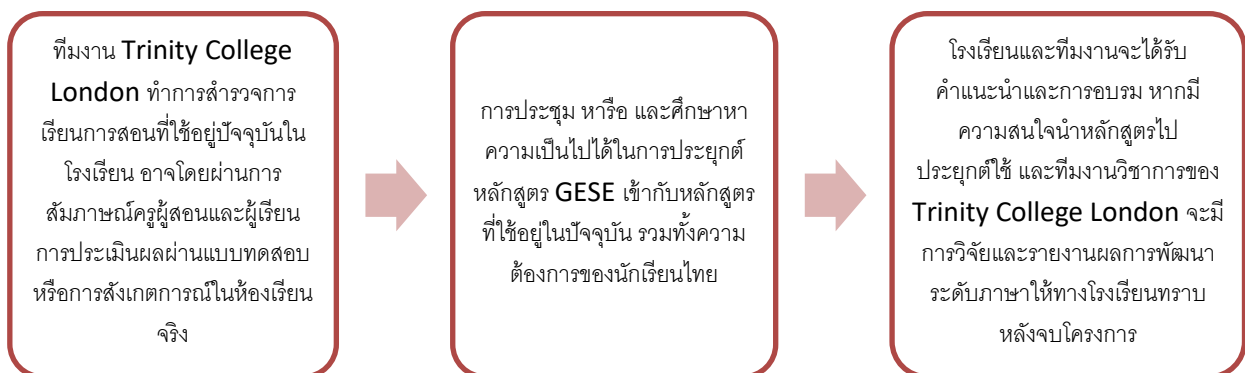 ทีมงาน Trinity College
London ทำการสำรวจการ
เรียนการสอนที่ใช้อยู่ปัจจุบันใน
โรงเรียน อาจโดยผ่านการ
สัมภาษณ์ครูผู้สอนและผู้เรียน
การประเมินผลผ่านแบบทดสอบ
หรือการสังเกตการณ์ในห้องเรียน
จริง
การประชุม หารือ และศึกษาหา
ความเป็นไปได้ในการประยุกต์
หลักสูตร GESE เข้ากับหลักสูตร
ที่ใช้อยู่ในปัจจุบัน รวมทั้งความ
ต้องการของนักเรียนไทย
โรงเรียนและทีมงานจะได้รับ
คำแนะนำและการอบรม หากมี
ความสนใจนำหลักสูตรไป
ประยุกต์ใช้ และทีมงานวิชาการของ
Trinity College London จะมี
การวิจัยและรายงานผลการพัฒนา
ระดับภาษาให้ทางโรงเรียนทราบ
หลังจบโครงการ